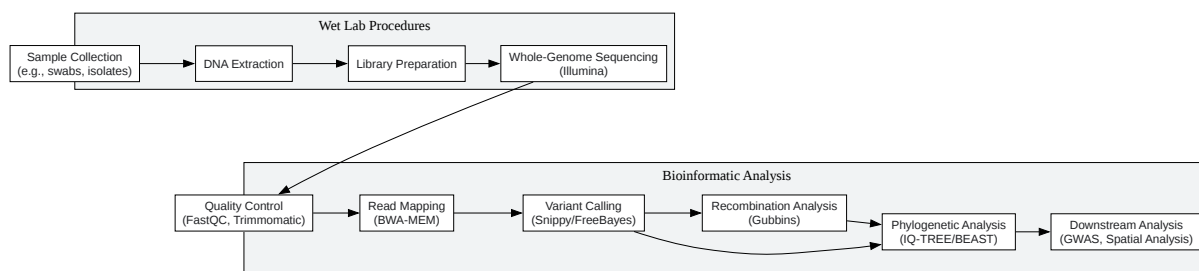 Wet Lab Procedures
Sample Collection
(e.g., swabs, isolates)
DNA Extraction
Library Preparation
Whole-Genome Sequencing
(Illumina)
Bioinformatic Analysis
Quality Control
(FastQC, Trimmomatic)
Read Mapping
(BWA-MEM)
Variant Calling
(Snippy/FreeBayes)
Recombination Analysis
(Gubbins)
Phylogenetic Analysis
(IQ-TREE/BEAST)
Downstream Analysis
(GWAS, Spatial Analysis)